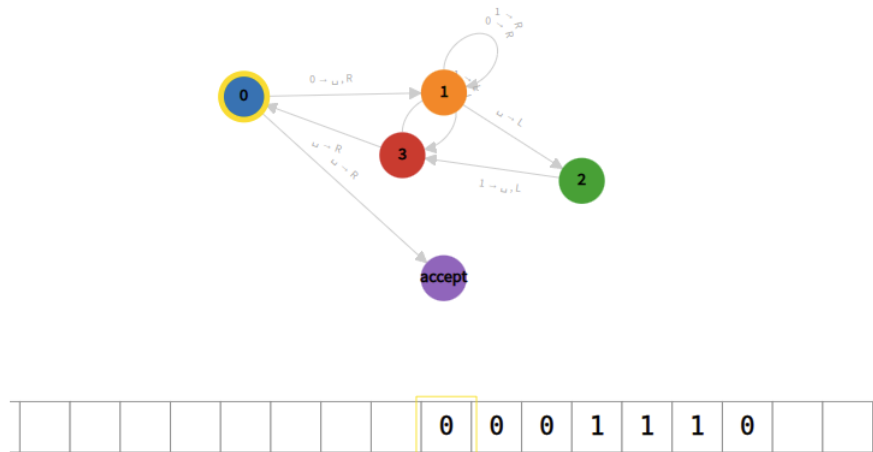 1 → R
0 → R
0 → ␣, R
0
1
␣ → L
␣ → R
3
␣ → R
2
1 → ␣, L
accept
0 0 0 1 1 1 0